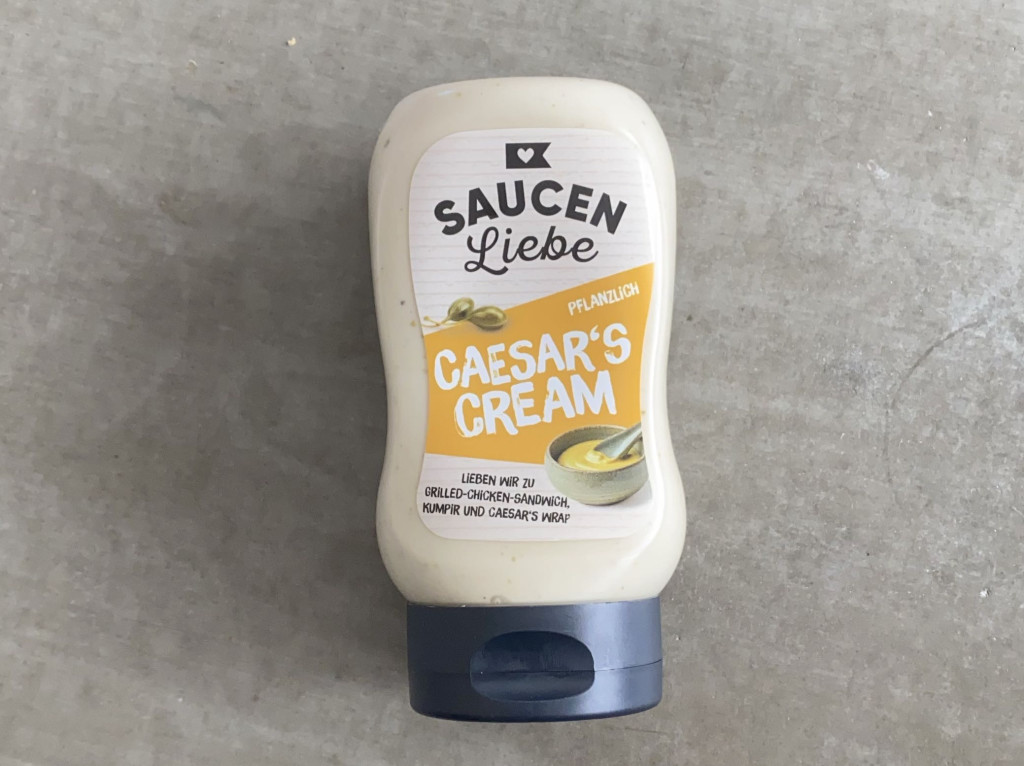 SAUCEN
Liebe
PFLANZLICH
CAESAR'S
CREAM
LIEBEN WIR ZU
GRILLED-CHICKEN-SANDWICH,
KUMPIR UND CAESAR'S WRAP